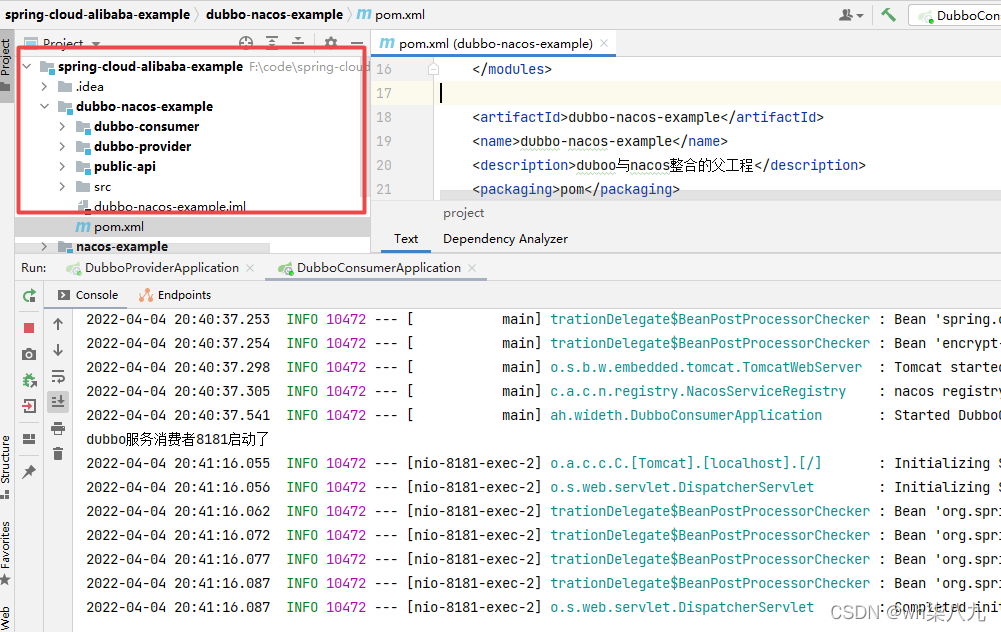 spring-cloud-alibaba-example > dubbo-nacos-example > m pom.xml
DubboCon
Project
Project
spring-cloud-alibaba-example F:\code\spring-cloud
.idea
dubbo-nacos-example
dubbo-consumer
dubbo-provider
public-api
src
dubbo-nacos-example.iml
m pom.xml
nacos-example
m pom.xml (dubbo-nacos-example) ×
16 </modules>
17
18 <artifactId>dubbo-nacos-example</artifactId>
19 <name>dubbo-nacos-example</name>
20 <description>duboo与nacos整合的父工程</description>
21 <packaging>pom</packaging>
project
Text Dependency Analyzer
Run: DubboProviderApplication × DubboConsumerApplication ×
Console Endpoints
2022-04-04 20:40:37.253 INFO 10472 --- [ main] trationDelegate$BeanPostProcessorChecker : Bean 'spring.c
2022-04-04 20:40:37.254 INFO 10472 --- [ main] trationDelegate$BeanPostProcessorChecker : Bean 'encrypt-
2022-04-04 20:40:37.298 INFO 10472 --- [ main] o.s.b.w.embedded.tomcat.TomcatWebServer : Tomcat started
2022-04-04 20:40:37.305 INFO 10472 --- [ main] c.a.c.n.registry.NacosServiceRegistry : nacos registry
2022-04-04 20:40:37.541 INFO 10472 --- [ main] ah.wideth.DubboConsumerApplication : Started DubboC
dubbo服务消费者8181启动了
2022-04-04 20:41:16.055 INFO 10472 --- [nio-8181-exec-2] o.a.c.c.C.[Tomcat].[localhost].[/] : Initializing S
2022-04-04 20:41:16.056 INFO 10472 --- [nio-8181-exec-2] o.s.web.servlet.DispatcherServlet : Initializing S
2022-04-04 20:41:16.062 INFO 10472 --- [nio-8181-exec-2] trationDelegate$BeanPostProcessorChecker : Bean 'org.spri
2022-04-04 20:41:16.072 INFO 10472 --- [nio-8181-exec-2] trationDelegate$BeanPostProcessorChecker : Bean 'org.spri
2022-04-04 20:41:16.077 INFO 10472 --- [nio-8181-exec-2] trationDelegate$BeanPostProcessorChecker : Bean 'org.spri
2022-04-04 20:41:16.087 INFO 10472 --- [nio-8181-exec-2] trationDelegate$BeanPostProcessorChecker : Bean 'org.spri
2022-04-04 20:41:16.087 INFO 10472 --- [nio-8181-exec-2] o.s.web.servlet.DispatcherServlet : Completed init
Structure
Favorites
Web
CSDN @wh柒八九